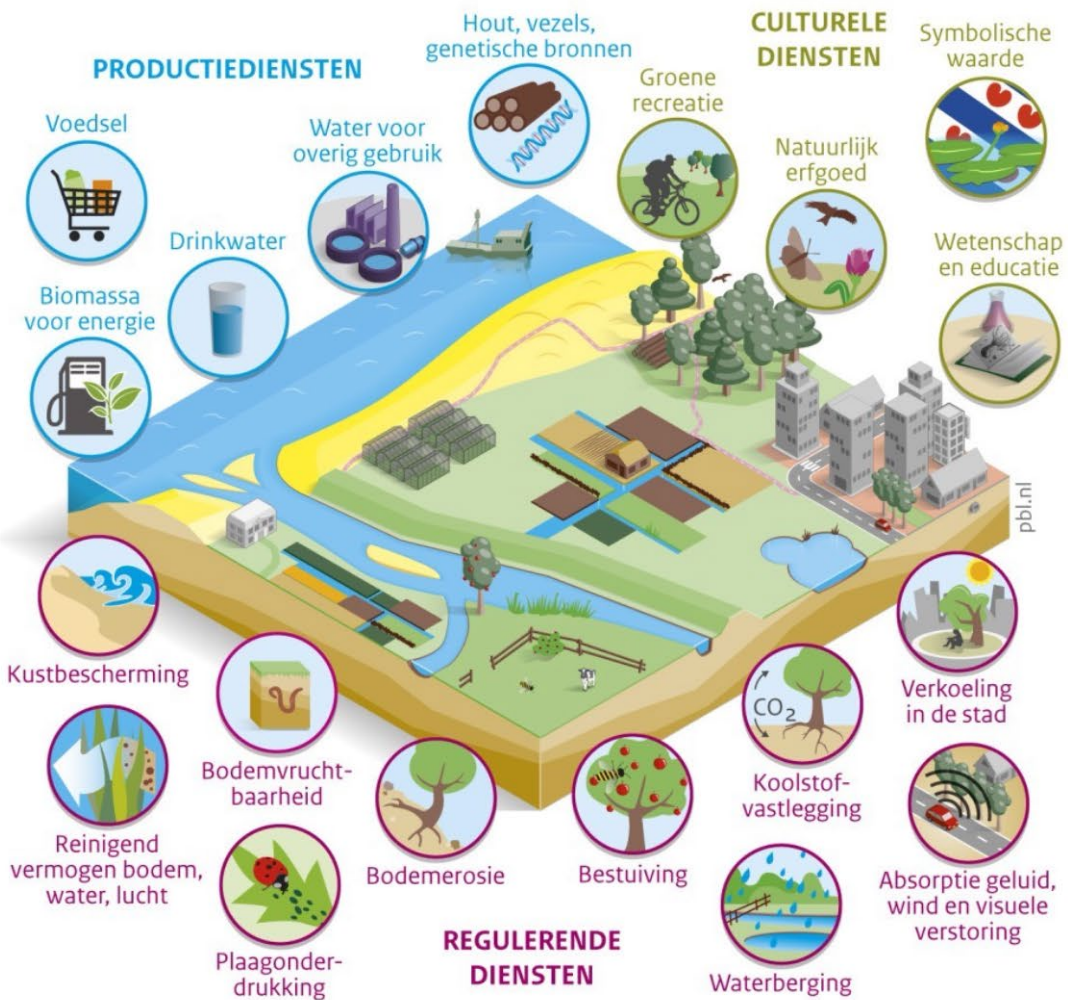 PRODUCTIEDIENSTEN
Voedsel
Biomassa
voor energie
Drinkwater
Water voor
overig gebruik
Hout, vezels,
genetische bronnen
CULTURELE
DIENSTEN
Groene
recreatie
Natuurlijk
erfgoed
Symbolische
waarde
Wetenschap
en educatie
pbl.nl
Kustbescherming
Reinigend
vermogen bodem,
water, lucht
Bodemvrucht-
baarheid
Plaagonder-
drukking
Bodemerosie
Bestuiving
CO2
Koolstof-
vastlegging
Waterberging
Verkoeling
in de stad
Absorptie geluid,
wind en visuele
verstoring
REGULERENDE
DIENSTEN